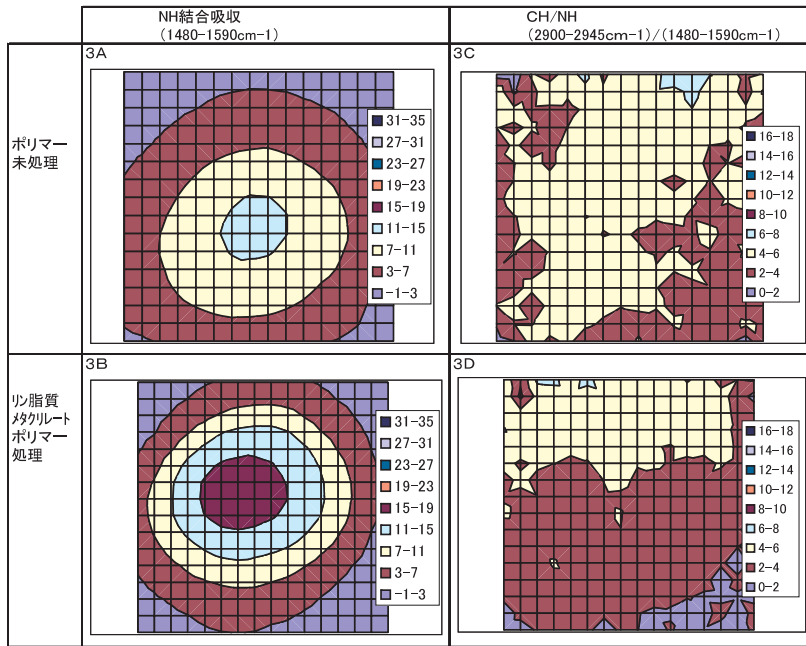 NH結合吸収
(1480-1590cm-1)
CH/NH
(2900-2945cm-1)/(1480-1590cm-1)
ポリマー
未処理
3A
31-35
27-31
23-27
19-23
15-19
11-15
7-11
3-7
-1-3
3C
16-18
14-16
12-14
10-12
8-10
6-8
4-6
2-4
0-2
リン脂質
メタクリルート
ポリマー
処理
3B
31-35
27-31
23-27
19-23
15-19
11-15
7-11
3-7
-1-3
3D
16-18
14-16
12-14
10-12
8-10
6-8
4-6
2-4
0-2